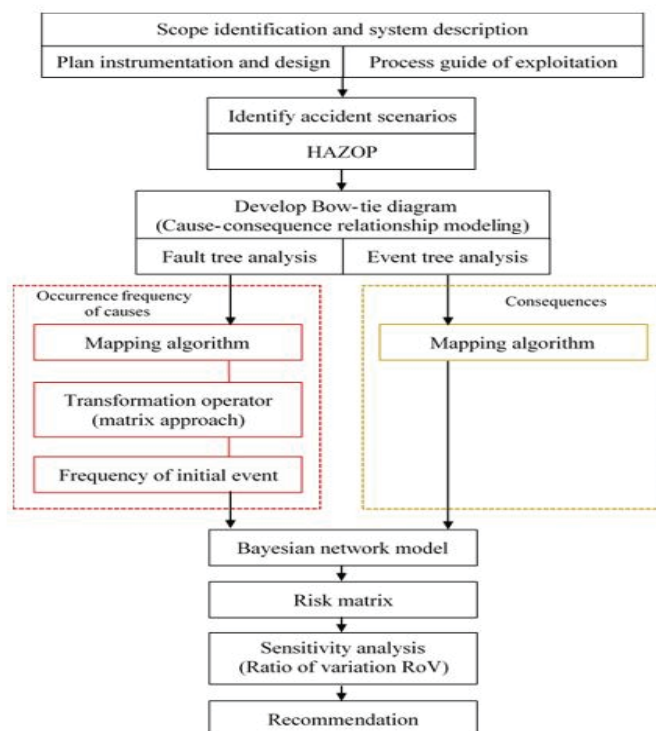 Scope identification and system description
Plan instrumentation and design
Process guide of exploitation
Identify accident scenarios
HAZOP
Develop Bow-tie diagram
(Cause-consequence relationship modeling)
Fault tree analysis
Event tree analysis
Occurrence frequency
of causes
Mapping algorithm
Transformation operator
(matrix approach)
Frequency of initial event
Consequences
Mapping algorithm
Bayesian network model
Risk matrix
Sensitivity analysis
(Ratio of variation RoV)
Recommendation